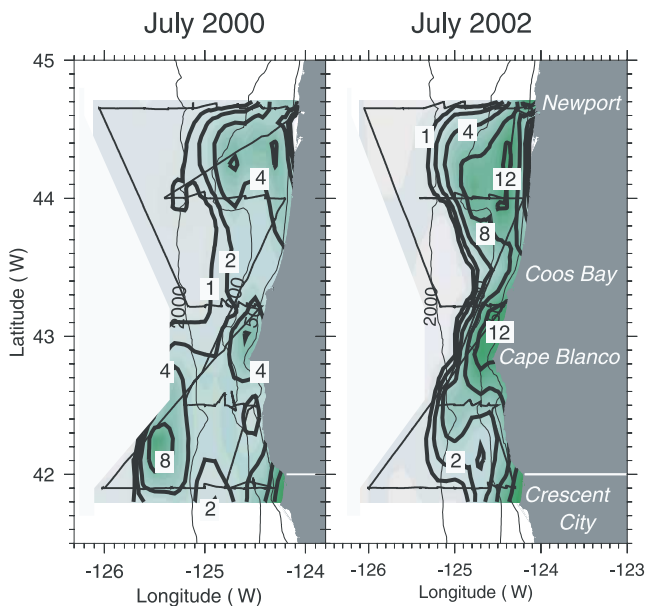 July 2000
July 2002
45
44
43
42
Latitude ( W)
1
4
12
8
12
2
4
2
1
4
4
8
2
2000
2000
Newport
Coos Bay
Cape Blanco
Crescent
City
-126
-125
-124
-126
-125
-124
-123
Longitude ( W)
Longitude ( W)